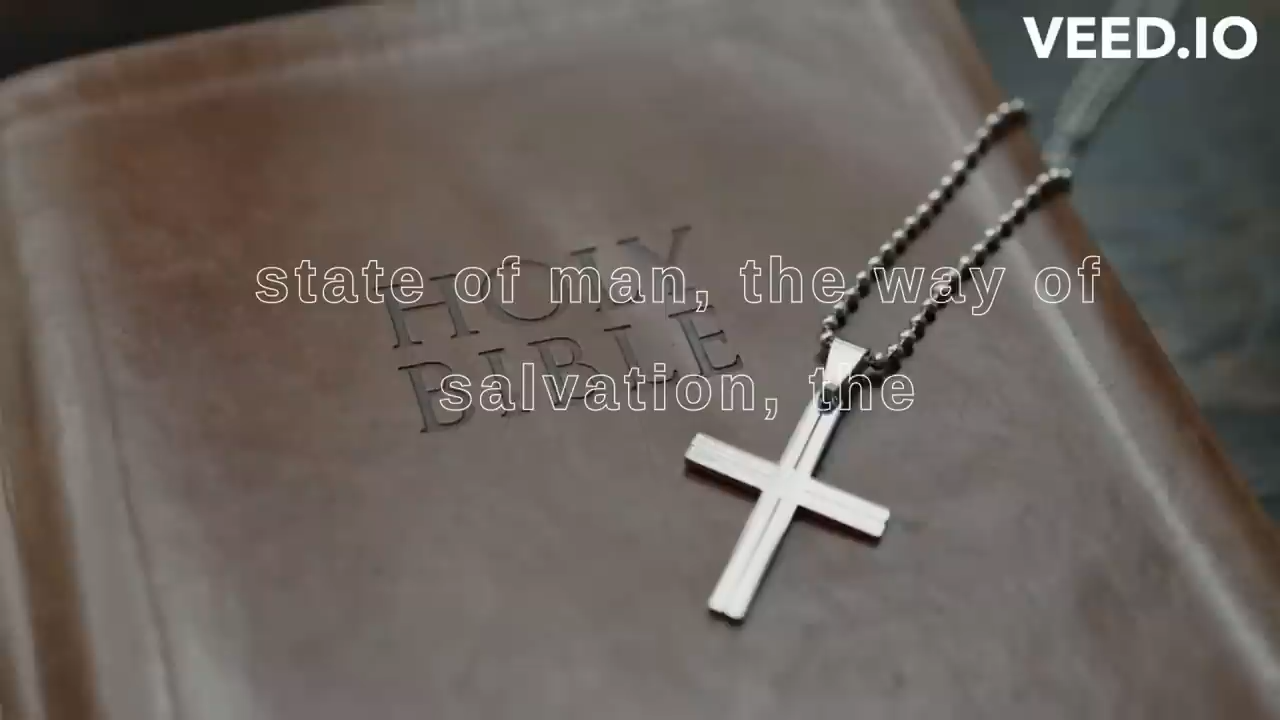 VEED.IO
HOLY
BIBLE
state of man, the way of
salvation, the